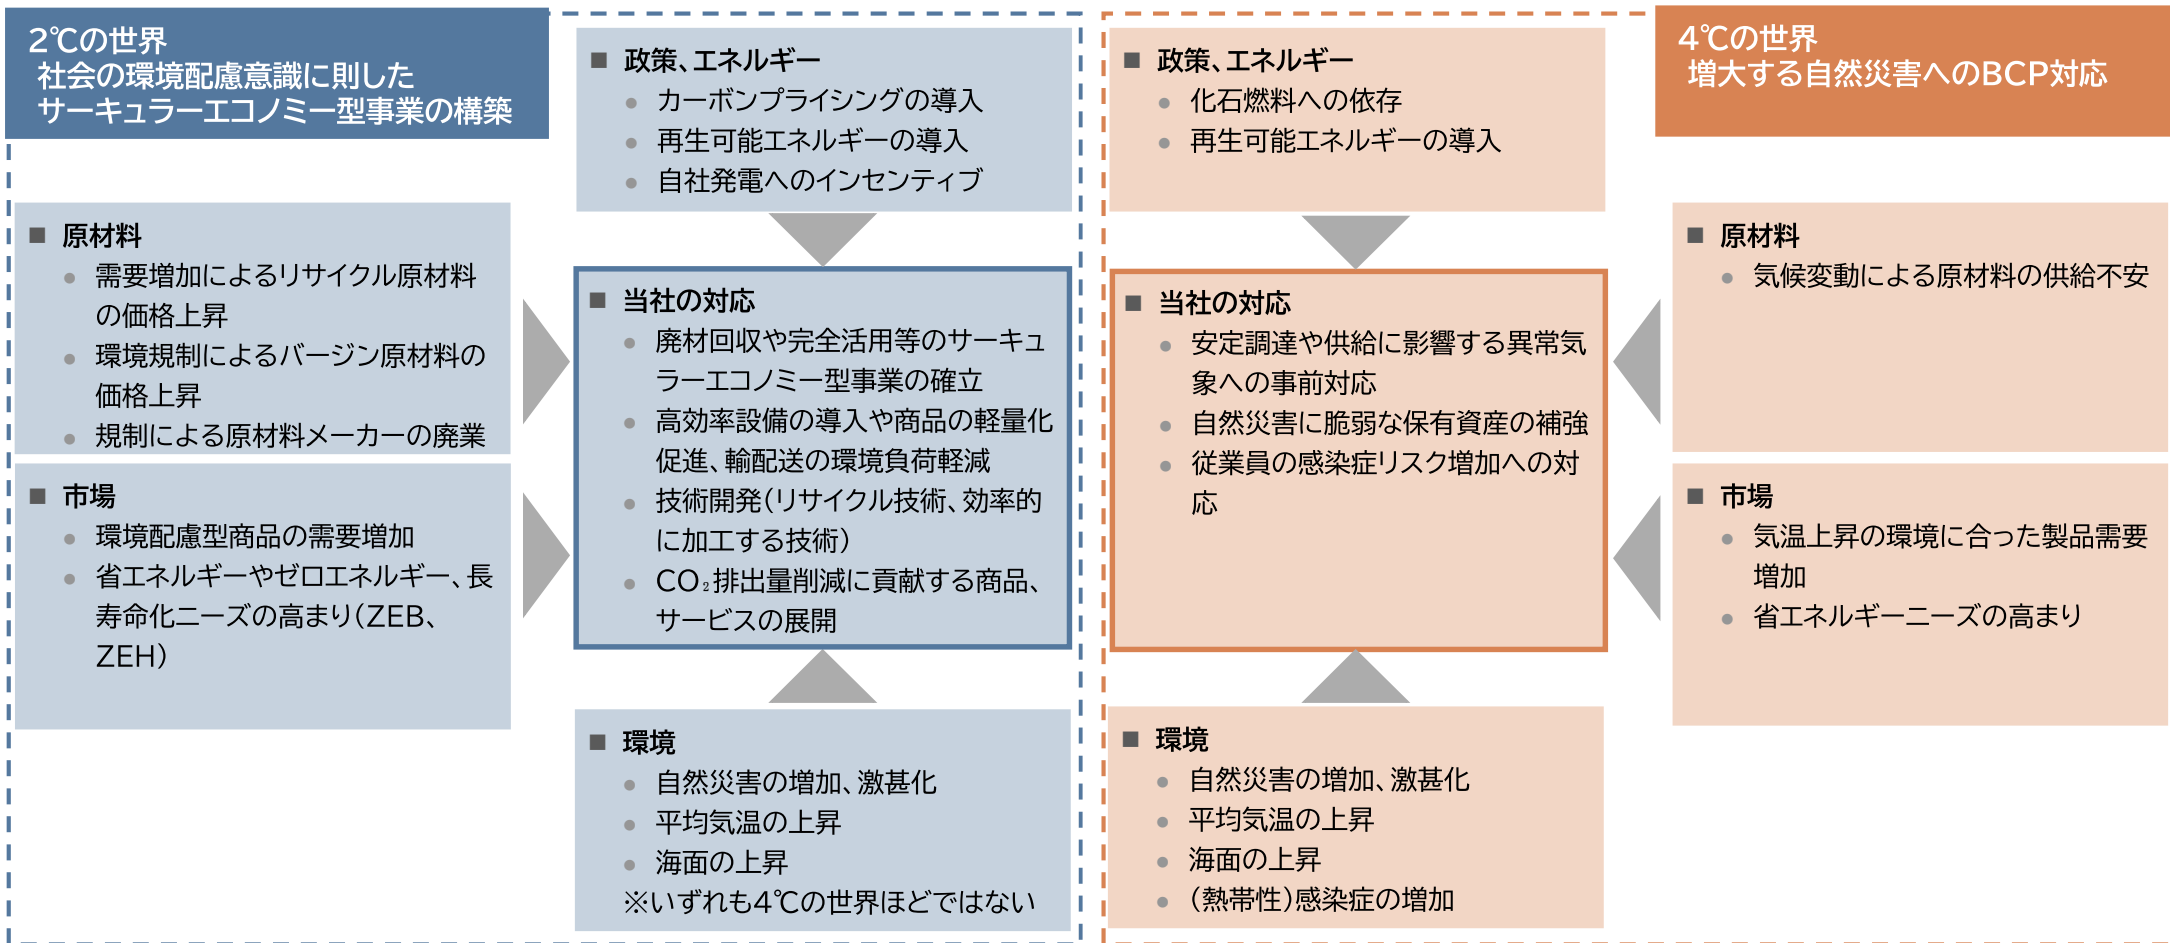 2℃の世界
社会の環境配慮意識に則した
サーキュラーエコノミー型事業の構築
■ 政策、エネルギー
● カーボンプライシングの導入
● 再生可能エネルギーの導入
● 自社発電へのインセンティブ
■ 原材料
● 需要増加によるリサイクル原材料
の価格上昇
● 環境規制によるバージン原材料の
価格上昇
● 規制による原材料メーカーの廃業
■ 市場
● 環境配慮型商品の需要増加
● 省エネルギーやゼロエネルギー、長
寿命化ニーズの高まり(ZEB、
ZEH)
■ 当社の対応
● 廃材回収や完全活用等のサーキュ
ラーエコノミー型事業の確立
● 高効率設備の導入や商品の軽量化
促進、輸配送の環境負荷軽減
● 技術開発(リサイクル技術、効率的
に加工する技術)
● CO₂排出量削減に貢献する商品、
サービスの展開
■ 環境
● 自然災害の増加、激甚化
● 平均気温の上昇
● 海面の上昇
※いずれも4℃の世界ほどではない
4℃の世界
増大する自然災害へのBCP対応
■ 政策、エネルギー
● 化石燃料への依存
● 再生可能エネルギーの導入
■ 当社の対応
● 安定調達や供給に影響する異常気
象への事前対応
● 自然災害に脆弱な保有資産の補強
● 従業員の感染症リスク増加への対
応
■ 原材料
● 気候変動による原材料の供給不安
■ 市場
● 気温上昇の環境に合った製品需要
増加
● 省エネルギーニーズの高まり
■ 環境
● 自然災害の増加、激甚化
● 平均気温の上昇
● 海面の上昇
● (熱帯性)感染症の増加